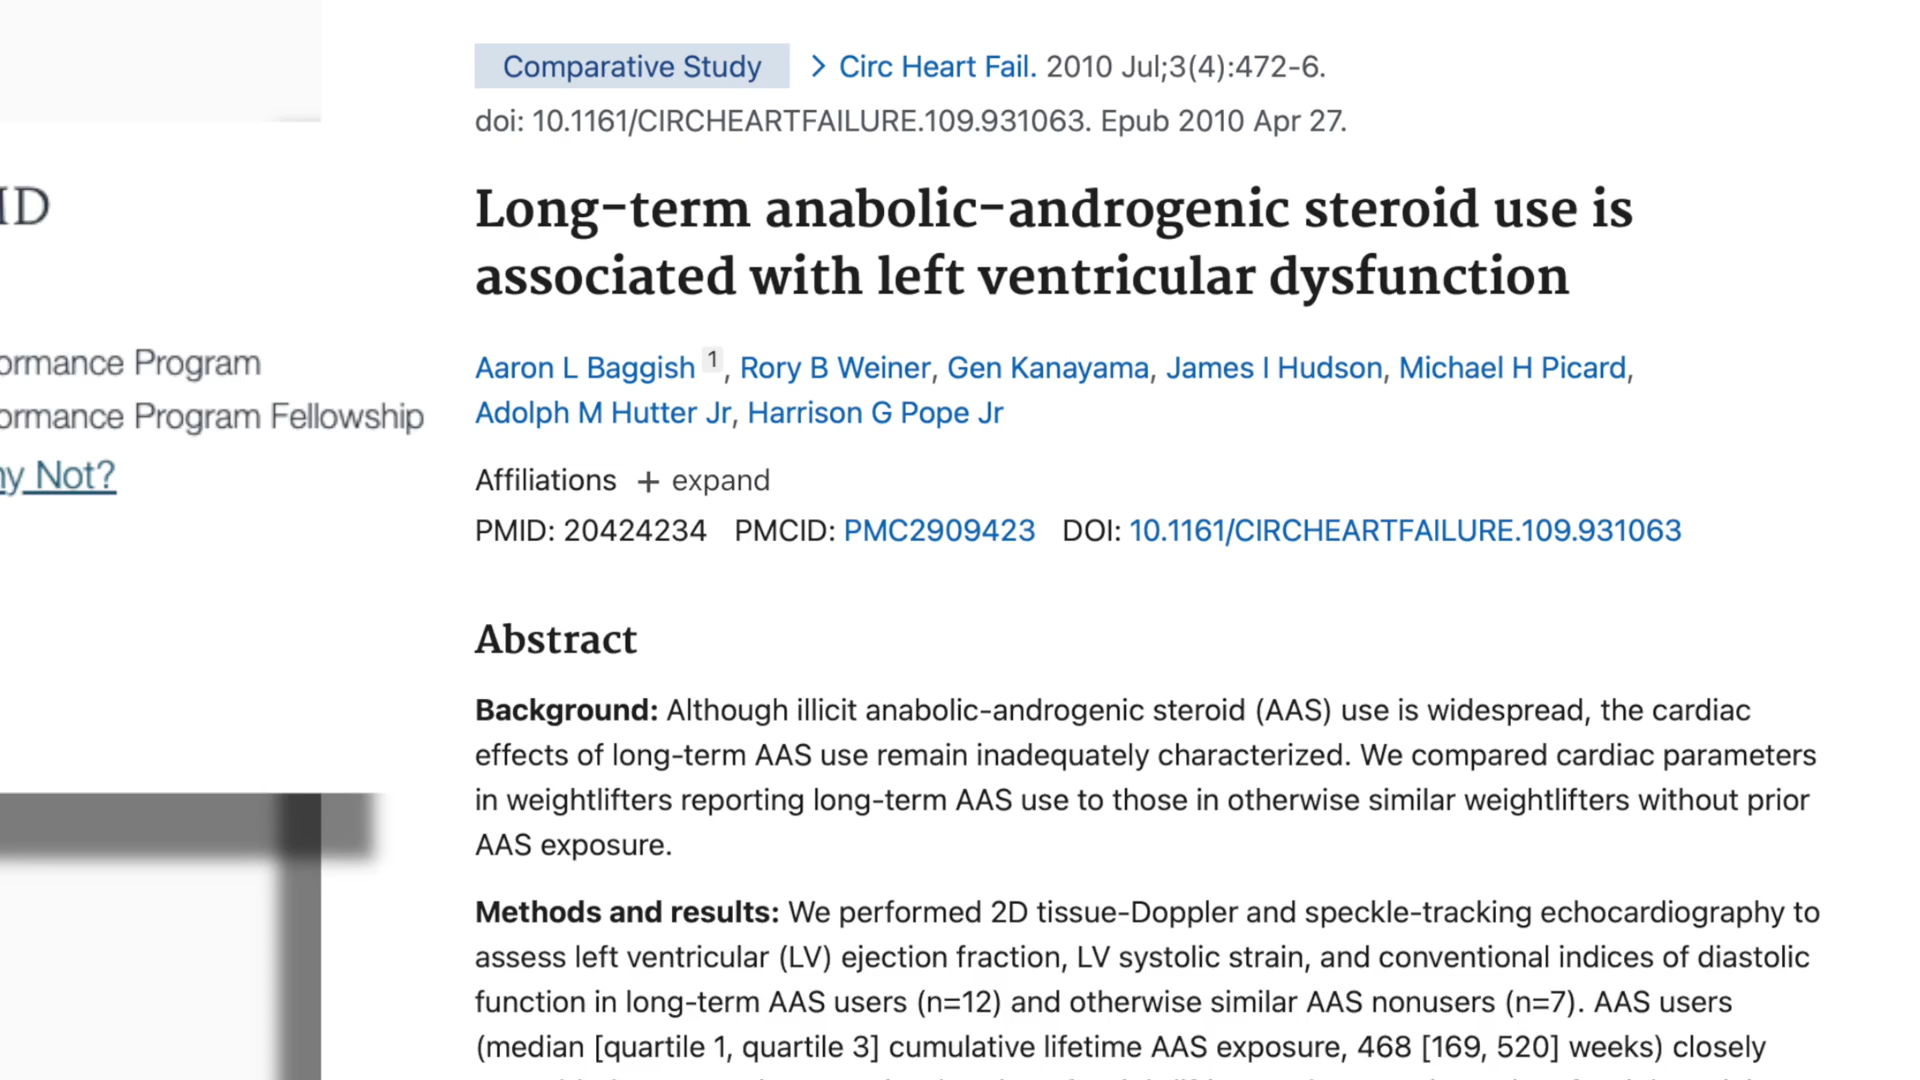 Comparative Study > Circ Heart Fail. 2010 Jul;3(4):472-6.
doi: 10.1161/CIRCHEARTFAILURE.109.931063. Epub 2010 Apr 27.
Long-term anabolic-androgenic steroid use is
associated with left ventricular dysfunction
Aaron L Baggish 1, Rory B Weiner, Gen Kanayama, James I Hudson, Michael H Picard,
Adolph M Hutter Jr, Harrison G Pope Jr
Affiliations + expand
PMID: 20424234 PMCID: PMC2909423 DOI: 10.1161/CIRCHEARTFAILURE.109.931063
Abstract
Background: Although illicit anabolic-androgenic steroid (AAS) use is widespread, the cardiac
effects of long-term AAS use remain inadequately characterized. We compared cardiac parameters
in weightlifters reporting long-term AAS use to those in otherwise similar weightlifters without prior
AAS exposure.
Methods and results: We performed 2D tissue-Doppler and speckle-tracking echocardiography to
assess left ventricular (LV) ejection fraction, LV systolic strain, and conventional indices of diastolic
function in long-term AAS users (n=12) and otherwise similar AAS nonusers (n=7). AAS users
(median [quartile 1, quartile 3] cumulative lifetime AAS exposure, 468 [169, 520] weeks) closely
ormance Program
ormance Program Fellowship
y Not?